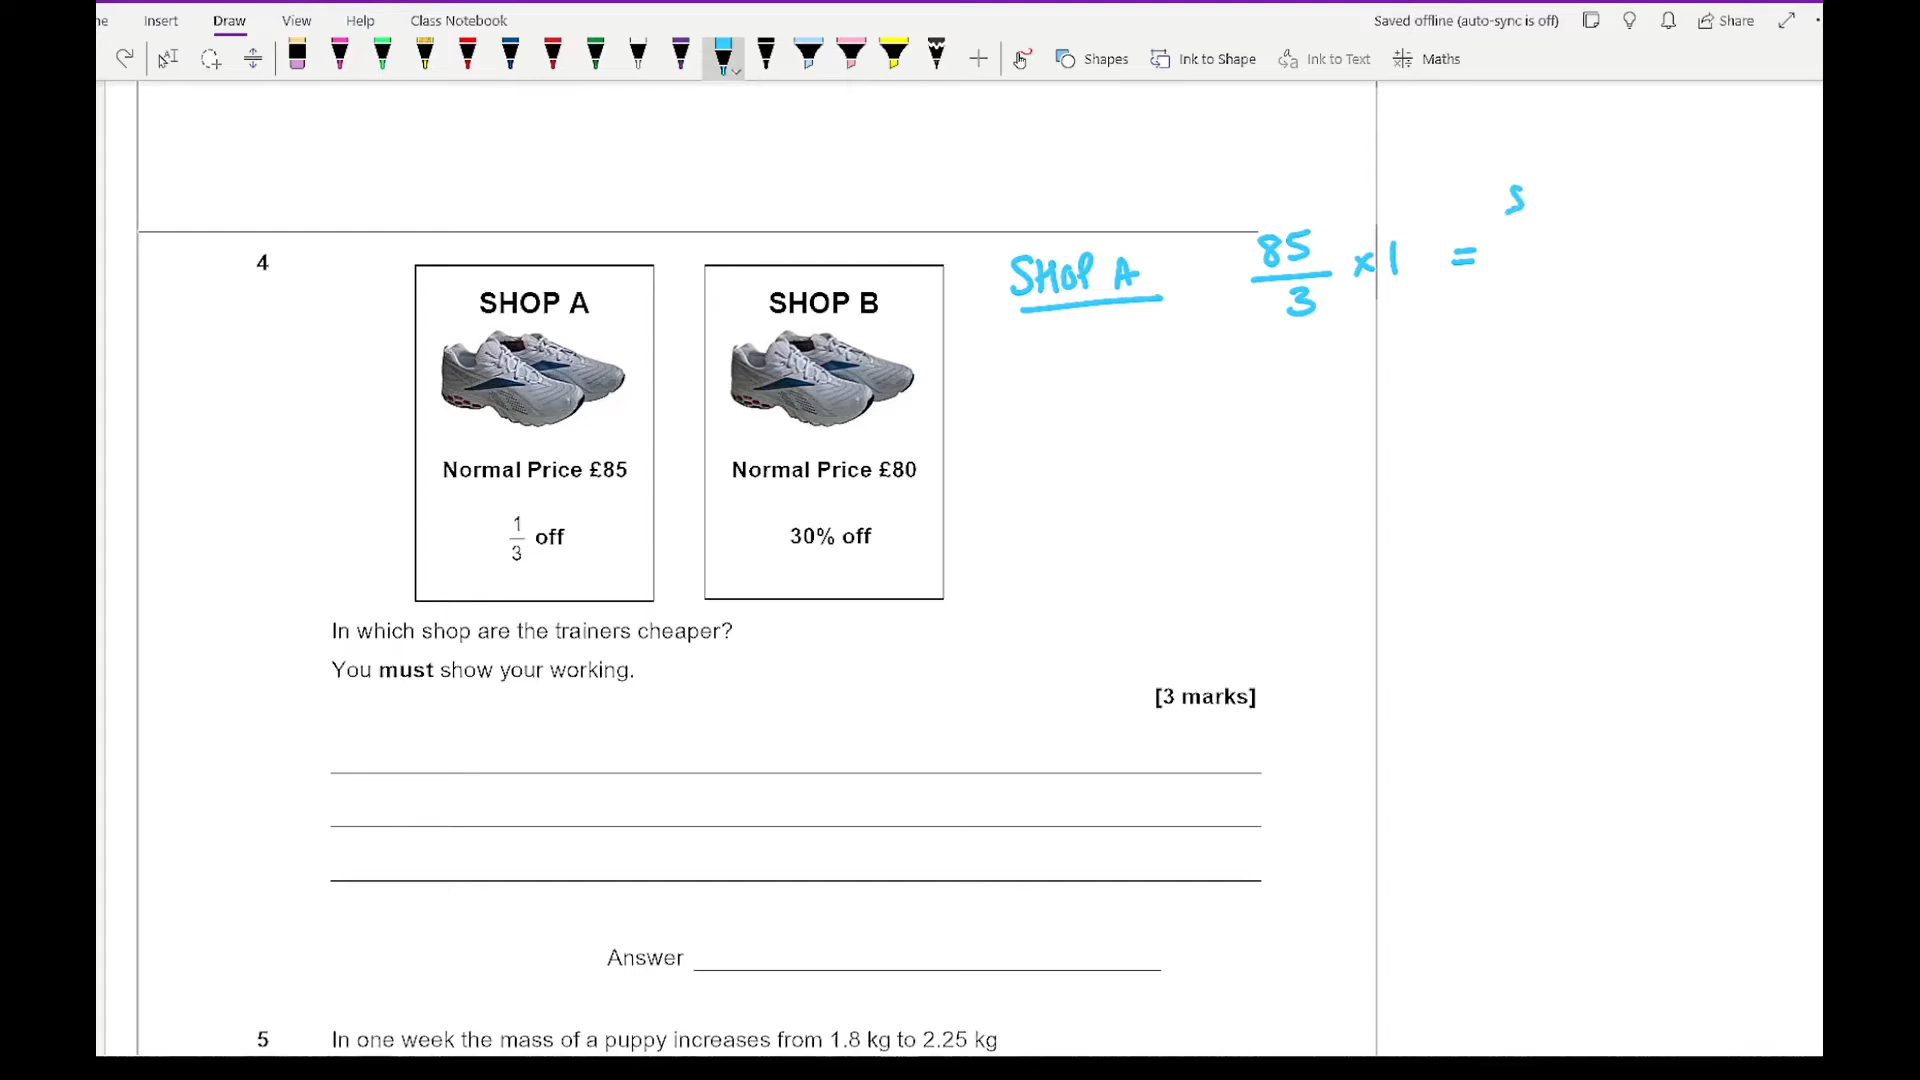 Insert Draw View Help Class Notebook Saved offline (auto-sync is off) Share
Shapes Ink to Shape Ink to Text Maths
4
SHOP A
Normal Price £85
1/3 off
SHOP B
Normal Price £80
30% off
SHOP A 85/3 × 1 =
In which shop are the trainers cheaper?
You must show your working.
[3 marks]
Answer
5 In one week the mass of a puppy increases from 1.8 kg to 2.25 kg